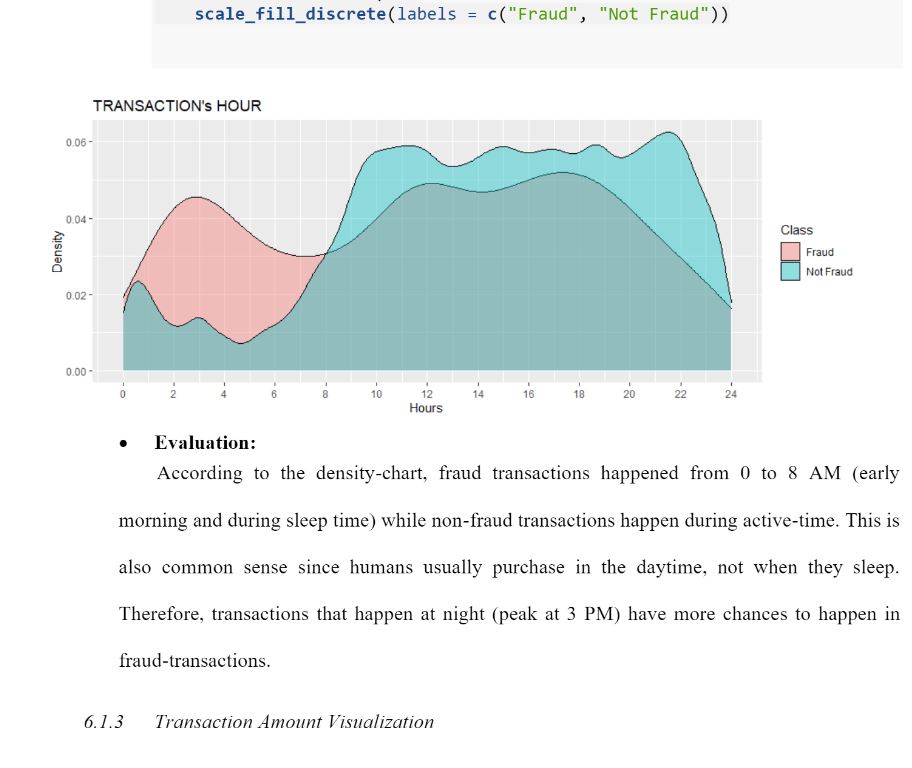 scale_fill_discrete(labels = c("Fraud", "Not Fraud"))
TRANSACTION's HOUR
0.06
0.04
0.02
0.00
Density
0 2 4 6 8 10 12 14 16 18 20 22 24
Hours
Class
Fraud
Not Fraud
• Evaluation:
According to the density-chart, fraud transactions happened from 0 to 8 AM (early
morning and during sleep time) while non-fraud transactions happen during active-time. This is
also common sense since humans usually purchase in the daytime, not when they sleep.
Therefore, transactions that happen at night (peak at 3 PM) have more chances to happen in
fraud-transactions.
6.1.3 Transaction Amount Visualization